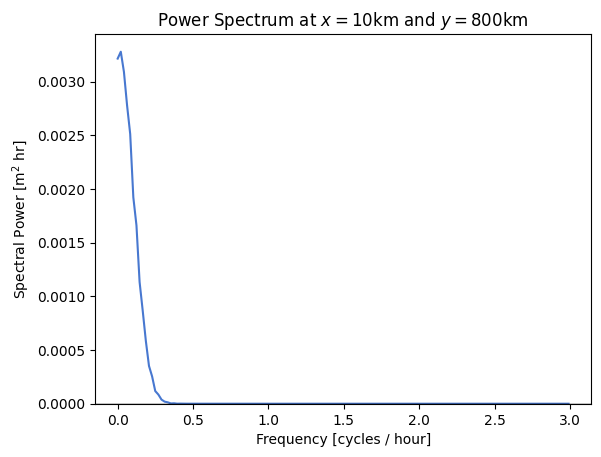 Power Spectrum at x = 10km and y = 800km
Spectral Power [m² hr]
0.0030
0.0025
0.0020
0.0015
0.0010
0.0005
0.0000
0.0 0.5 1.0 1.5 2.0 2.5 3.0
Frequency [cycles / hour]